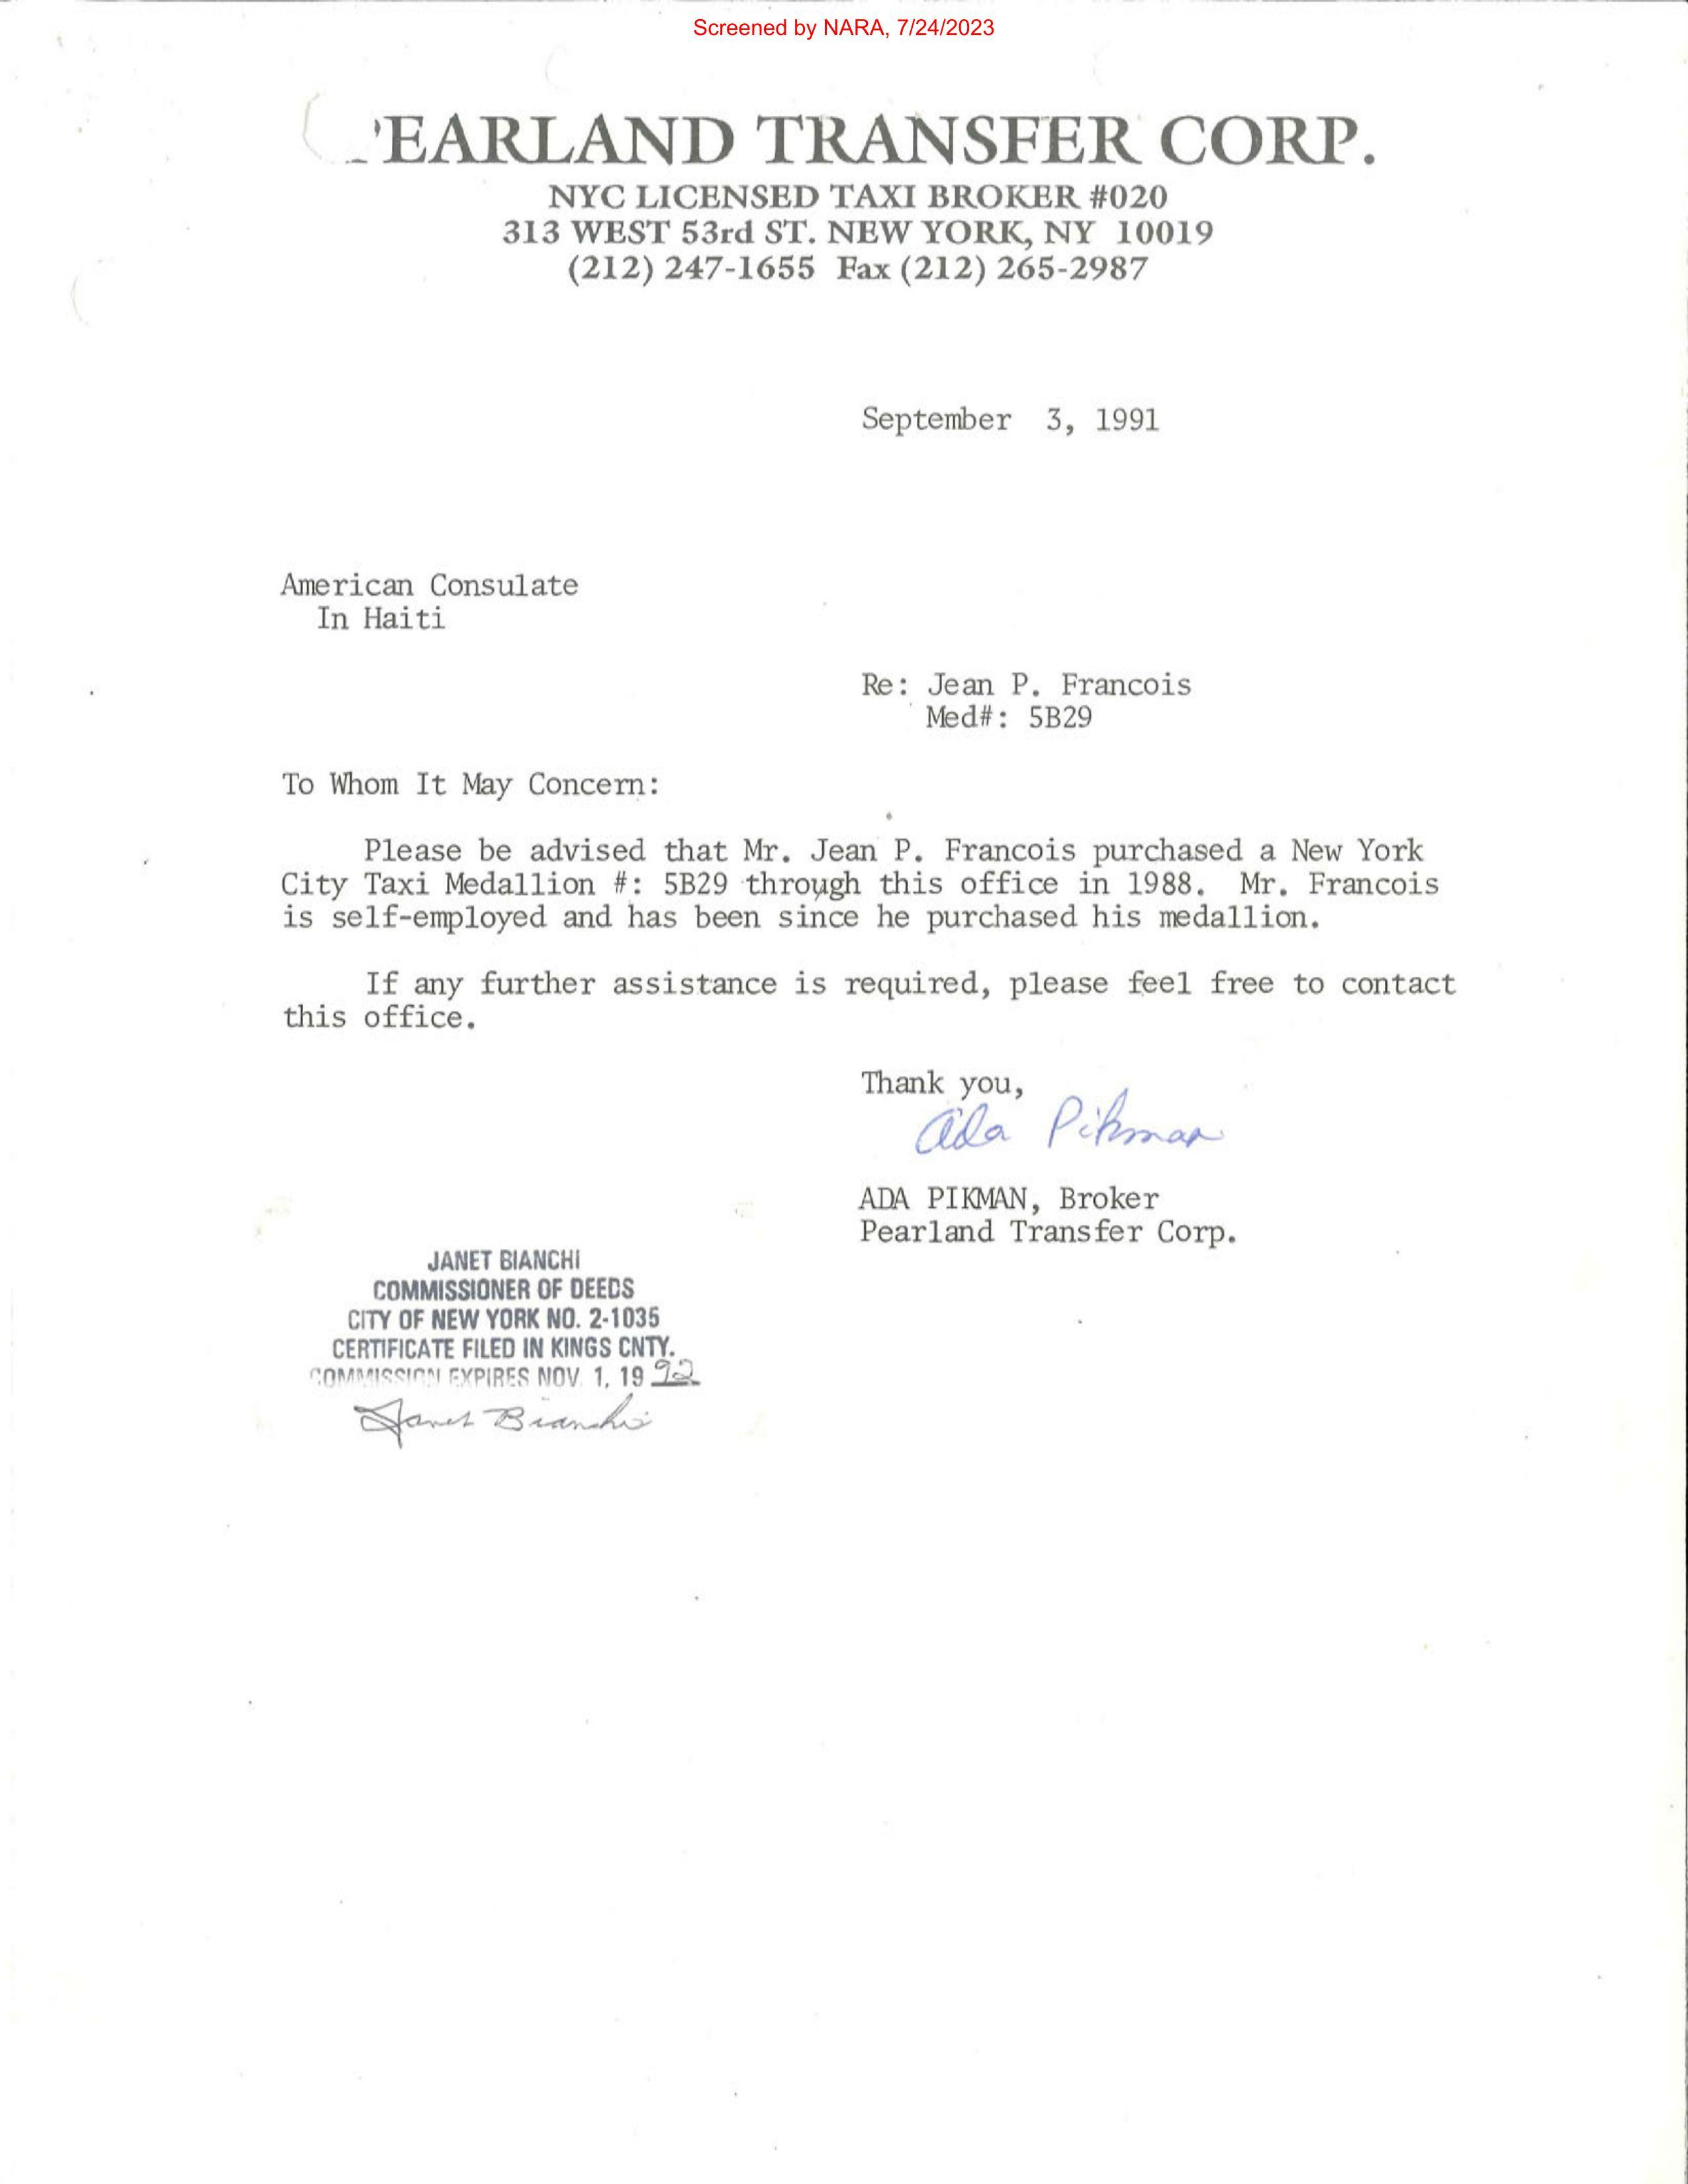 Screened by NARA, 7/24/2023
'EARLAND TRANSFER CORP.
NYC LICENSED TAXI BROKER #020
313 WEST 53rd ST. NEW YORK, NY 10019
(212) 247-1655 Fax (212) 265-2987
September 3, 1991
American Consulate
In Haiti
Re: Jean P. Francois
Med#: 5B29
To Whom It May Concern:
Please be advised that Mr. Jean P. Francois purchased a New York
City Taxi Medallion #: 5B29 through this office in 1988. Mr. Francois
is self-employed and has been since he purchased his medallion.
If any further assistance is required, please feel free to contact
this office.
Thank you,
Ada Pikman
ADA PIKMAN, Broker
Pearland Transfer Corp.
JANET BIANCHI
COMMISSIONER OF DEEDS
CITY OF NEW YORK NO. 2-1035
CERTIFICATE FILED IN KINGS CNTY.
COMMISSION EXPIRES NOV. 1, 19 92
Janet Bianchi